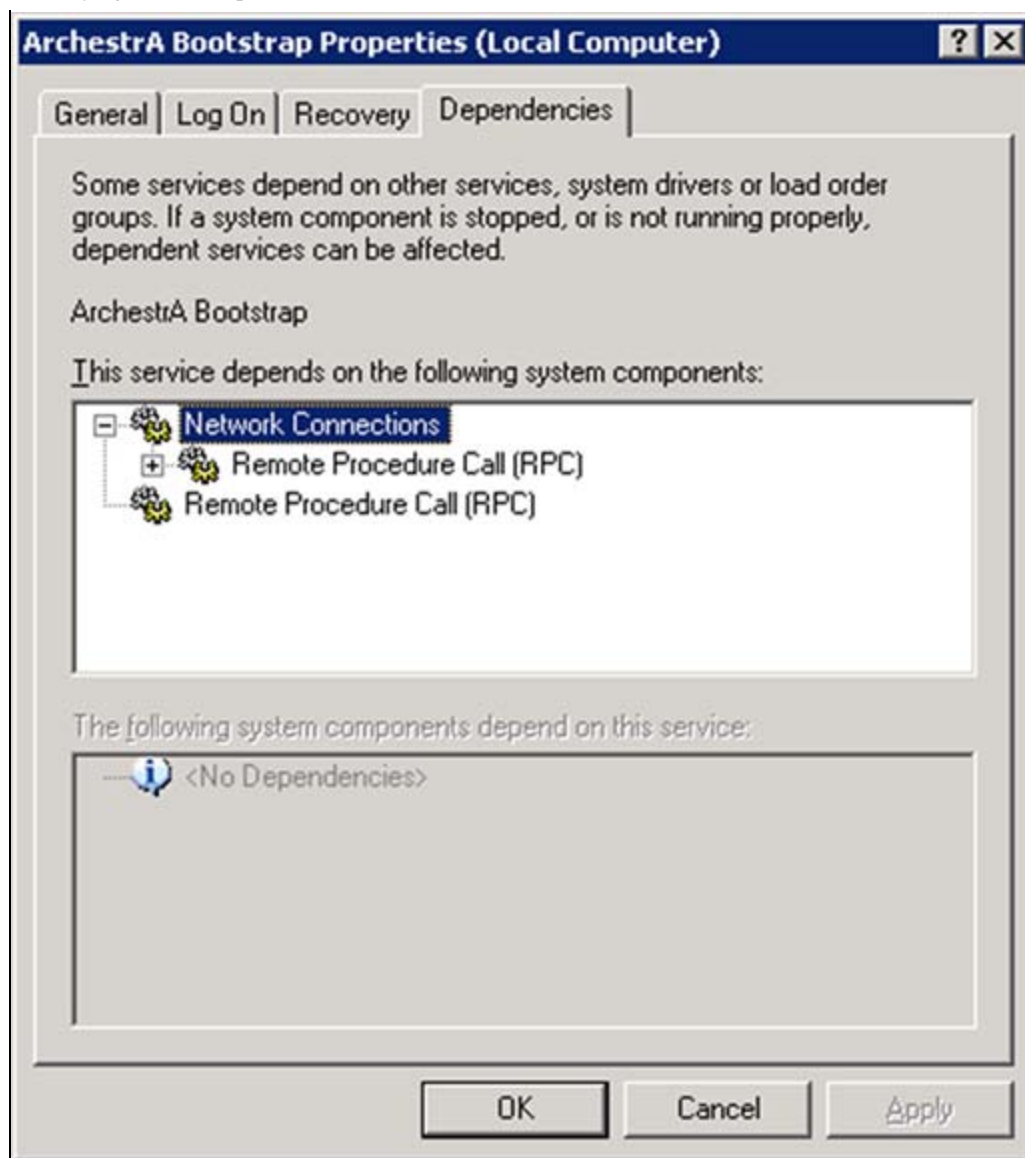 ArchestrA Bootstrap Properties (Local Computer)
General Log On Recovery Dependencies
Some services depend on other services, system drivers or load order
groups. If a system component is stopped, or is not running properly,
dependent services can be affected.
ArchestrA Bootstrap
This service depends on the following system components:
Network Connections
Remote Procedure Call (RPC)
Remote Procedure Call (RPC)
The following system components depend on this service:
<No Dependencies>
OK Cancel Apply